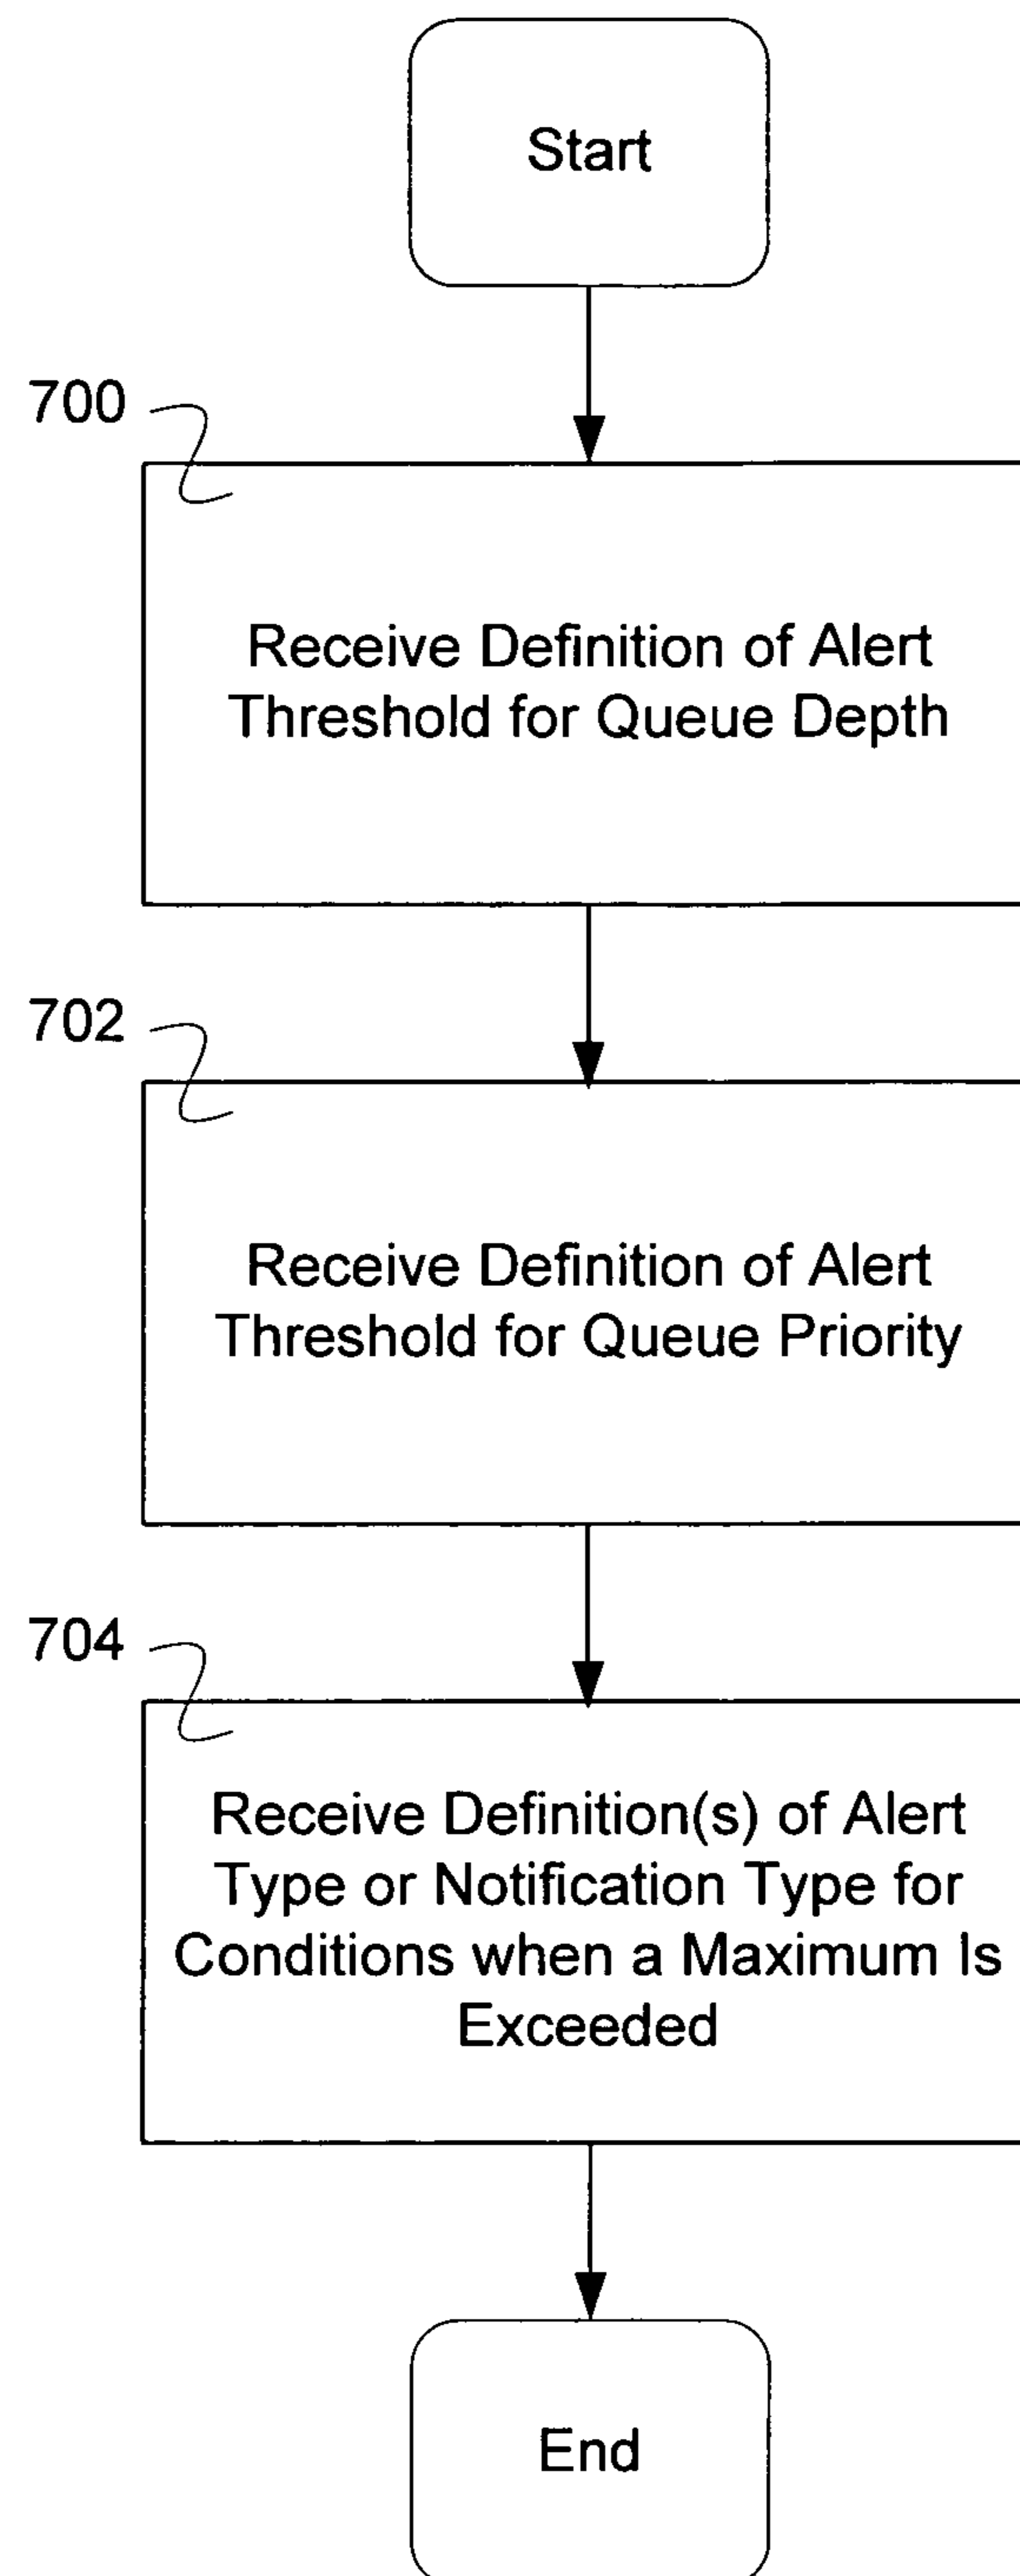 Start
700
Receive Definition of Alert
Threshold for Queue Depth
702
Receive Definition of Alert
Threshold for Queue Priority
704
Receive Definition(s) of Alert
Type or Notification Type for
Conditions when a Maximum Is
Exceeded
End